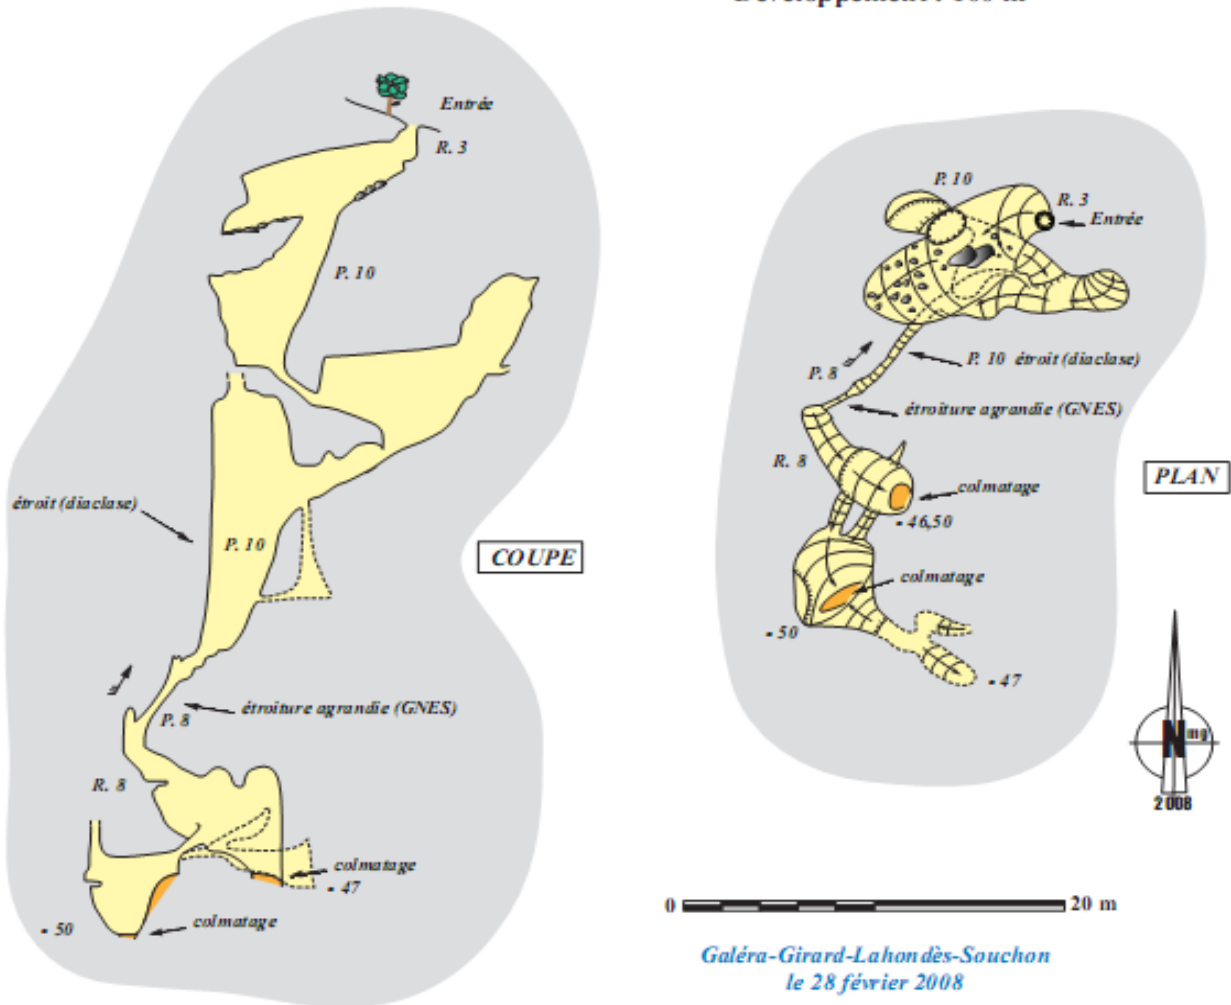 Entrée
R. 3
P. 10
étroit (diaclase)
P. 10
COUPE
étroiture agrandie (GNES)
P. 8
R. 8
colmatage
- 47
- 50
colmatage
P. 10
R. 3
Entrée
P. 8
P. 10 étroit (diaclase)
étroiture agrandie (GNES)
R. 8
colmatage
- 46,50
PLAN
colmatage
- 50
- 47
N mg
2008
0
20 m
Galéra-Girard-Lahondès-Souchon
le 28 février 2008